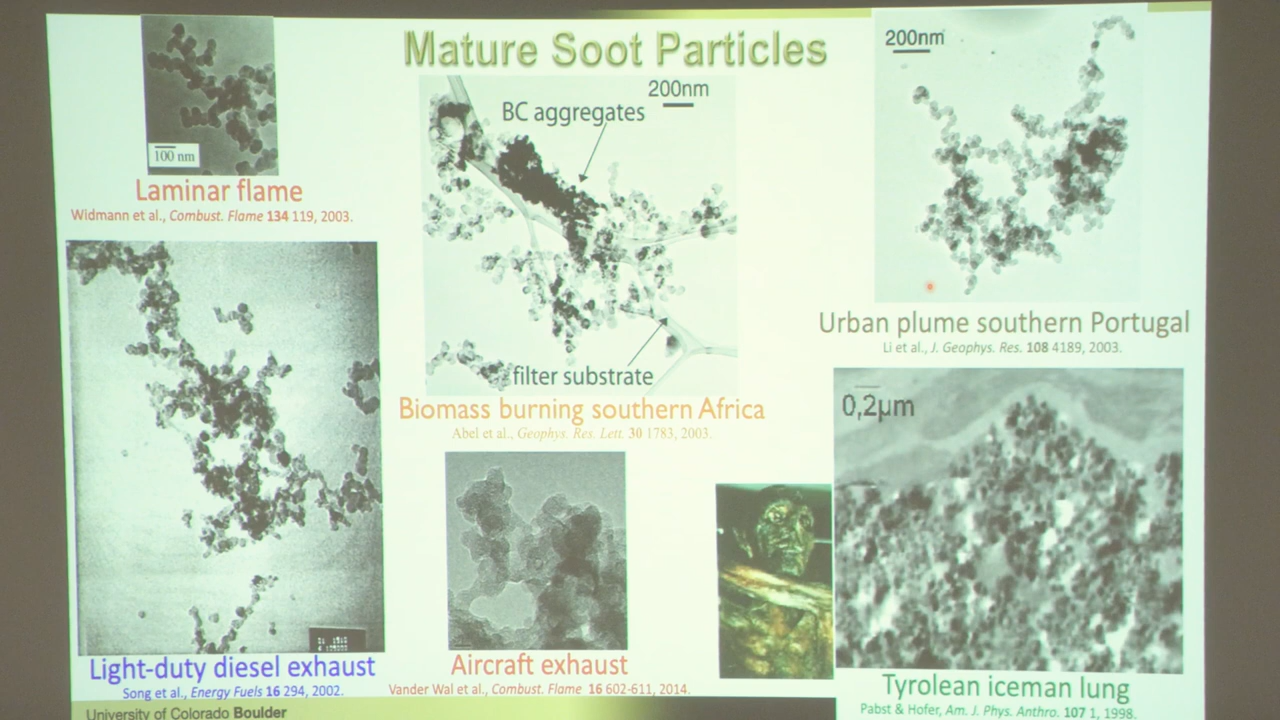 Mature Soot Particles
100 nm
Laminar flame
Widmann et al., Combust. Flame 134 119, 2003.
200nm
BC aggregates
filter substrate
Biomass burning southern Africa
Abel et al., Geophys. Res. Lett. 30 1783, 2003.
200nm
Urban plume southern Portugal
Li et al., J. Geophys. Res. 108 4189, 2003.
Light-duty diesel exhaust
Song et al., Energy Fuels 16 294, 2002.
Aircraft exhaust
Vander Wal et al., Combust. Flame 16 602-611, 2014.
0,2µm
Tyrolean iceman lung
Pabst & Hofer, Am. J. Phys. Anthro. 107 1, 1998.
University of Colorado Boulder